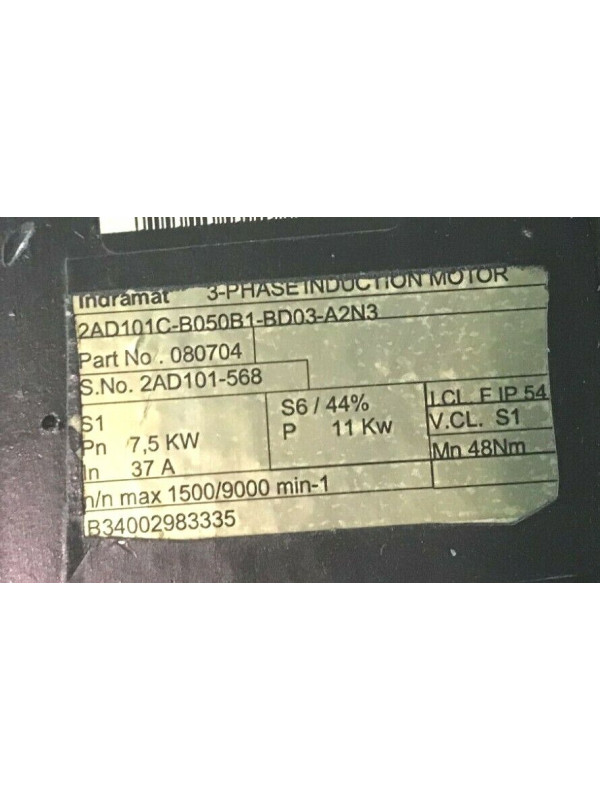 Indramat 3-PHASE INDUCTION MOTOR
2AD101C-B050B1-BD03-A2N3
Part No . 080704
S.No. 2AD101-568
S1
Pn 7,5 KW
In 37 A
S6 / 44%
P 11 Kw
I.CL. F IP 54
V.CL. S1
Mn 48Nm
n/n max 1500/9000 min-1
B34002983335